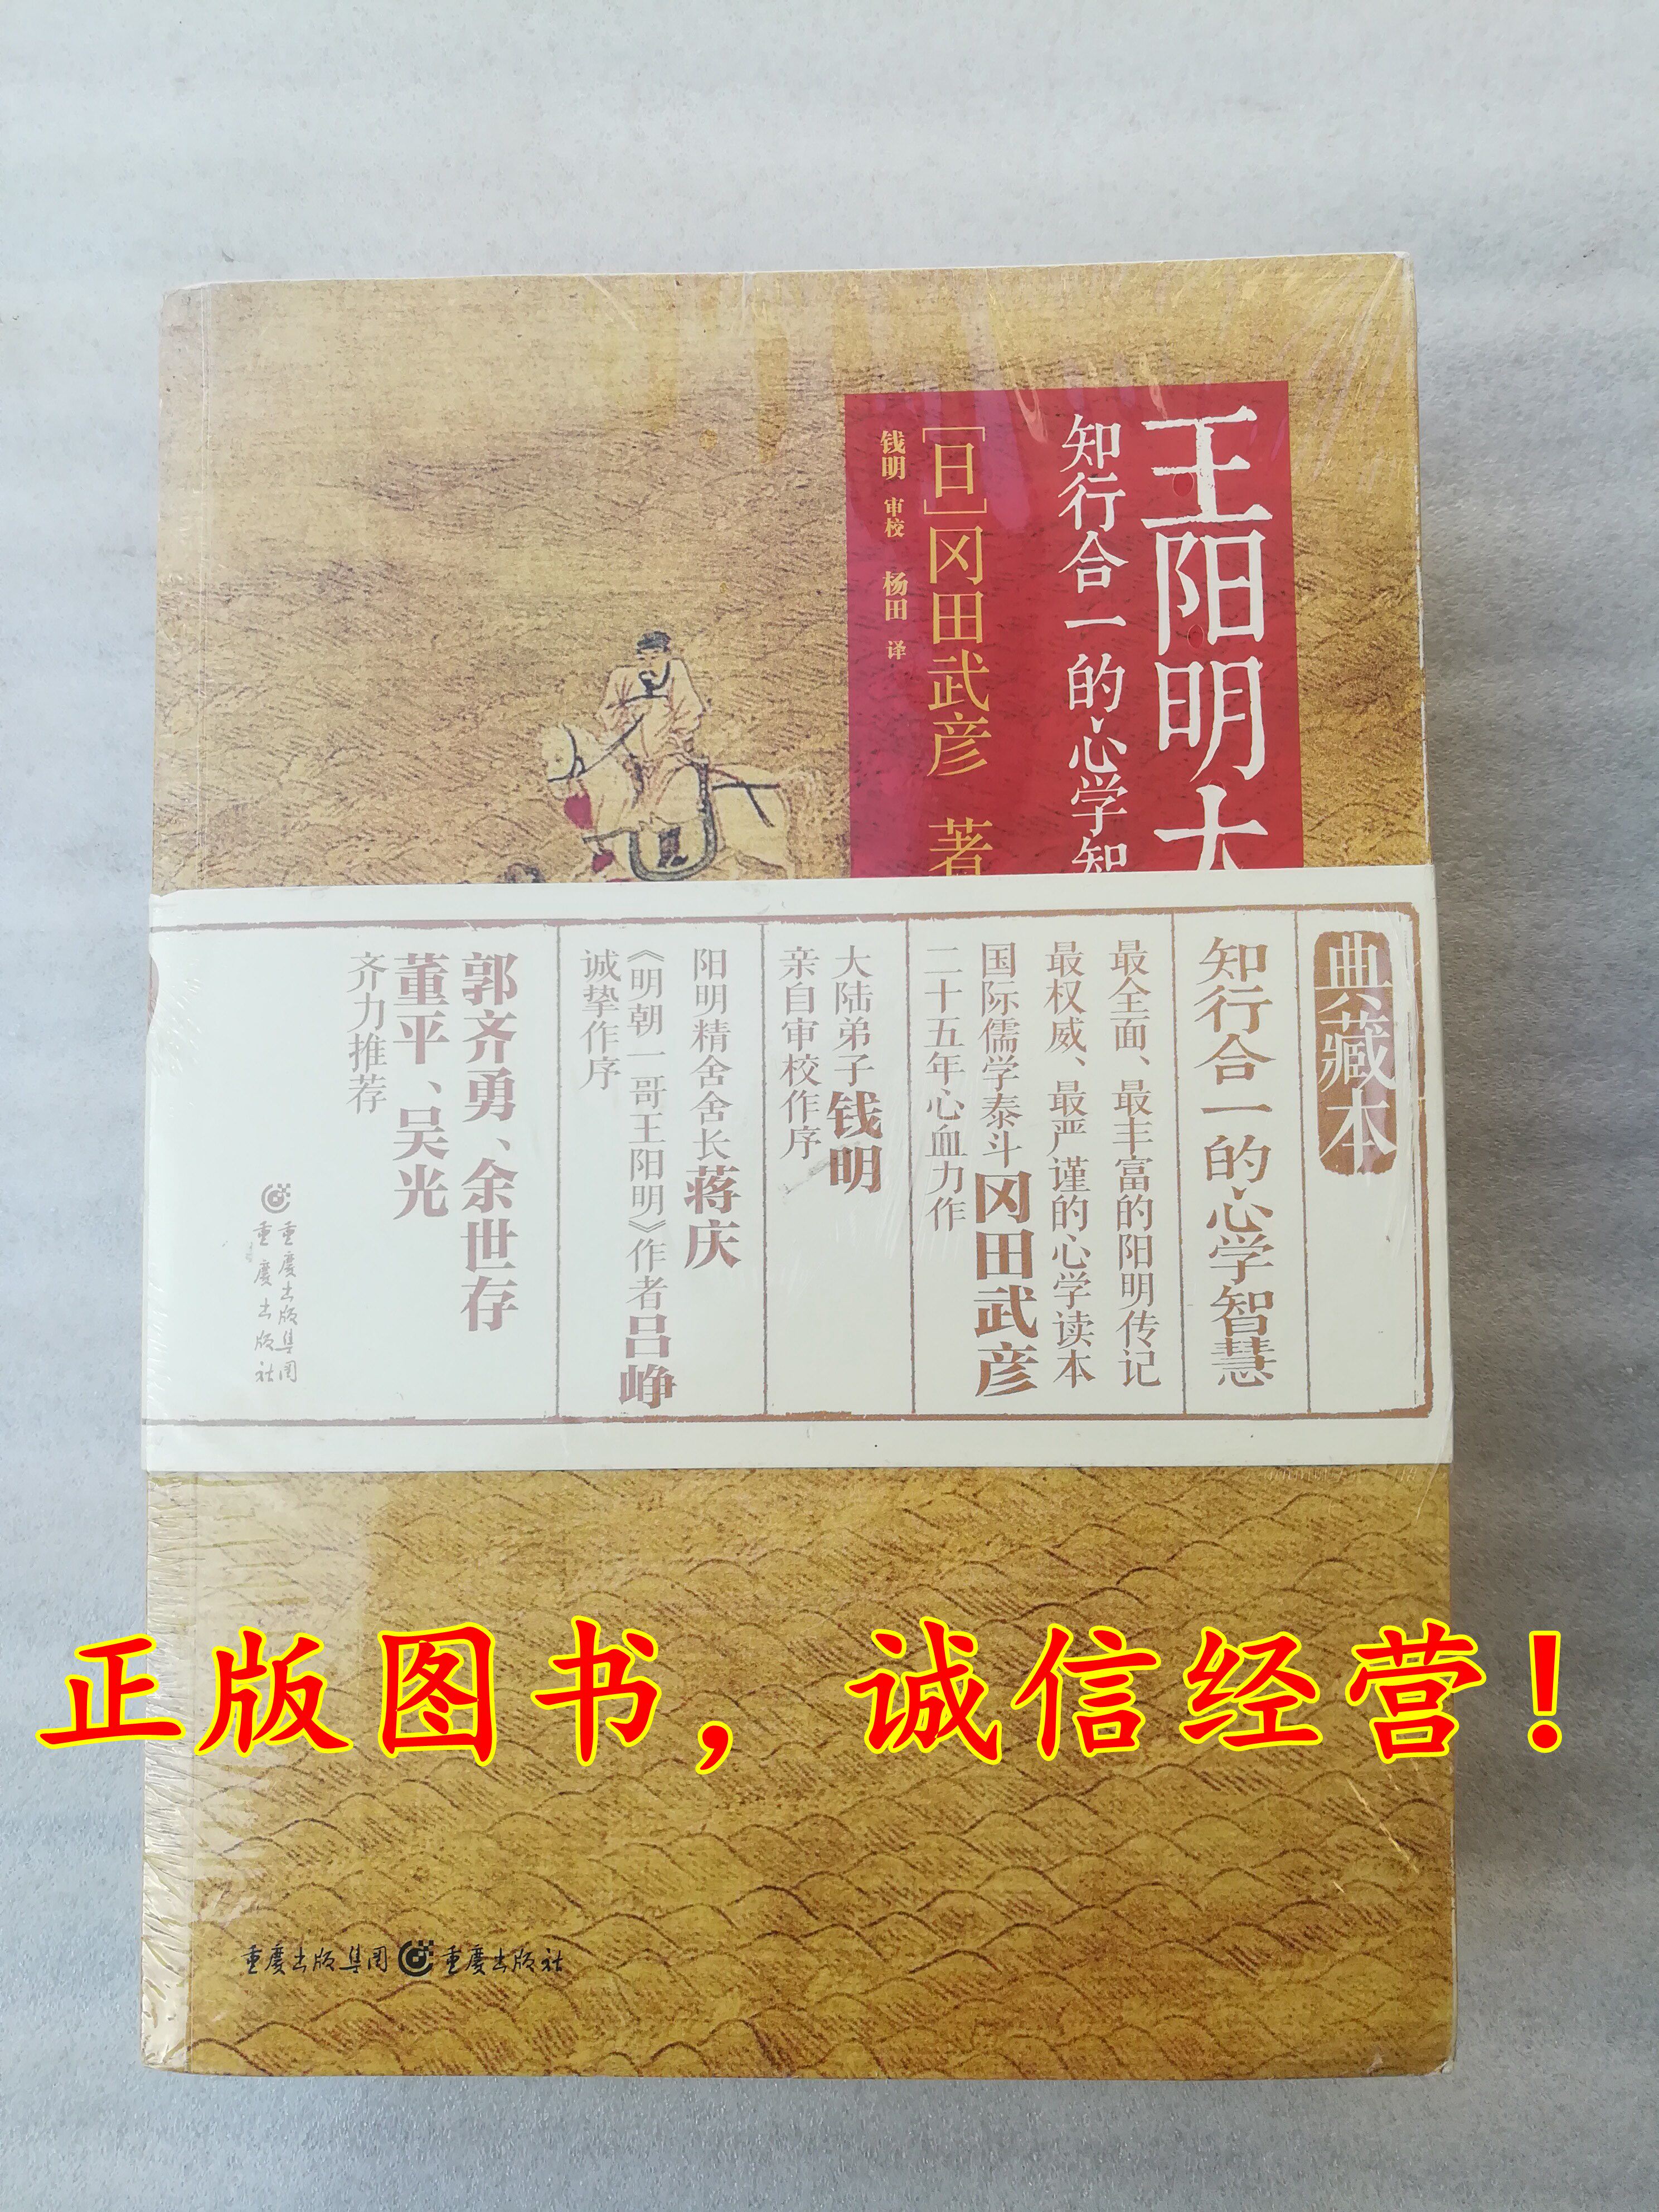 王阳明大
知行合一的心学智
[日]冈田武彦 著
钱明 审校 杨田 译
典藏本
知行合一的心学智慧
最全面、最丰富的阳明传记
最权威、最严谨的心学读本
国际儒学泰斗冈田武彦
二十五年心血力作
大陆弟子钱明
亲自审校作序
阳明精舍舍长蒋庆
《明朝一哥王阳明》作者吕峥
诚挚作序
郭齐勇、余世存
董平、吴光
齐力推荐
重庆出版集团
重庆出版社
正版图书，诚信经营！
重庆出版集团 重庆出版社